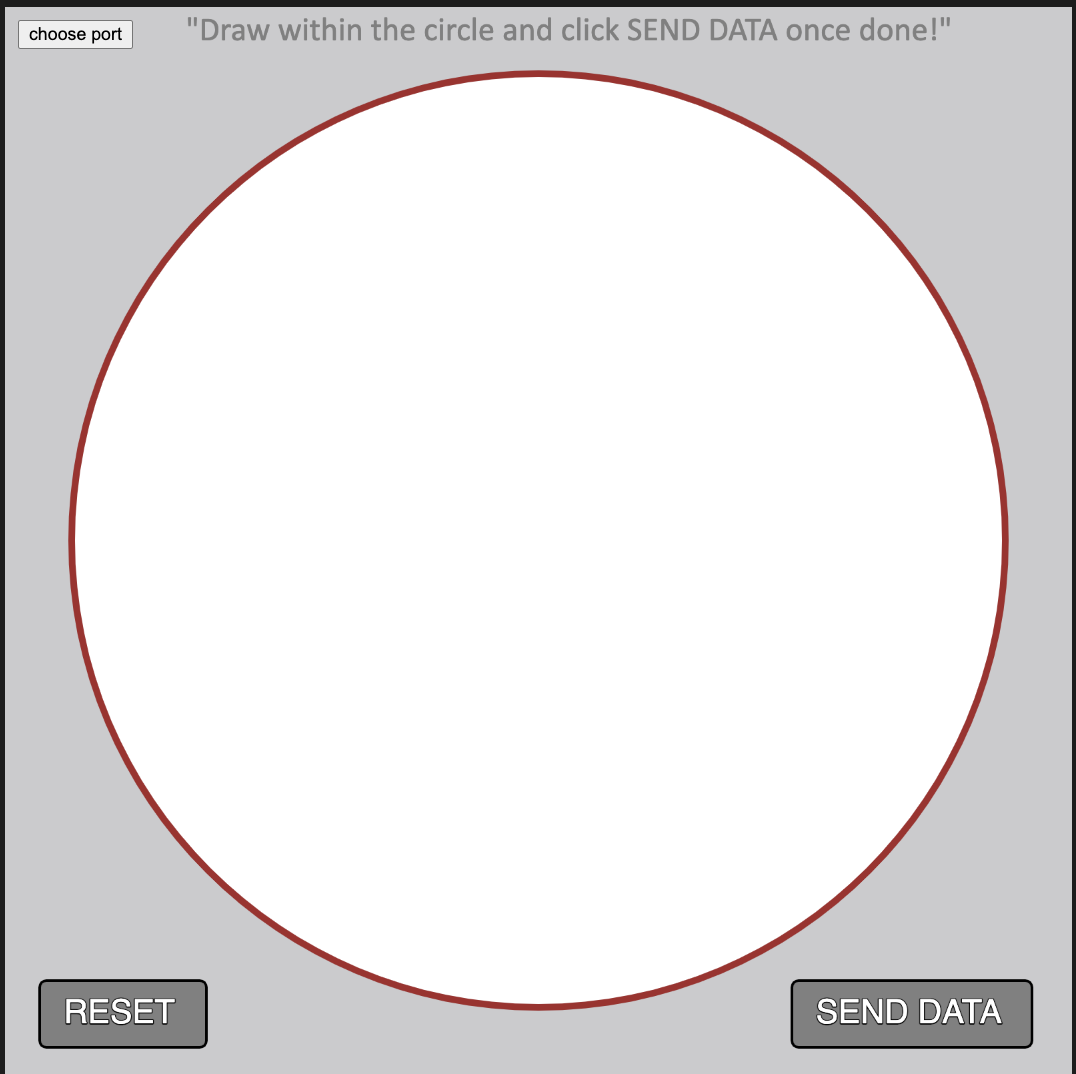 choose port
"Draw within the circle and click SEND DATA once done!"
RESET
SEND DATA